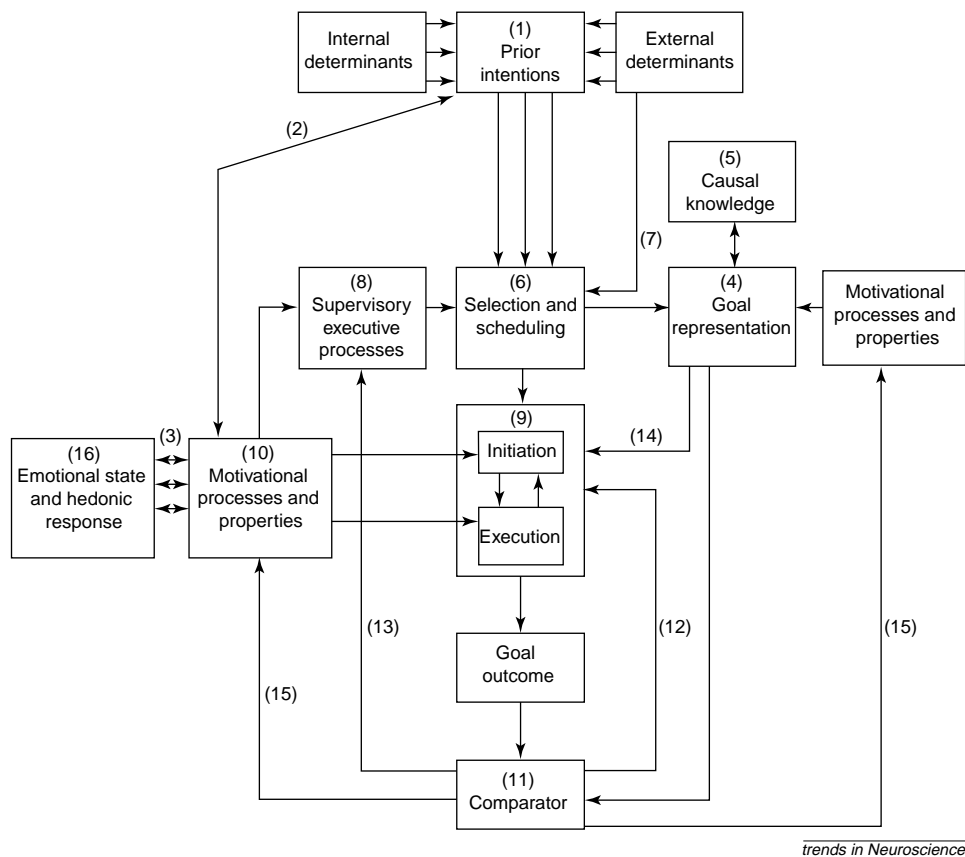 Internal
determinants
(1)
Prior
intentions
External
determinants
(2)
(5)
Causal
knowledge
(7)
(8)
Supervisory
executive
processes
(6)
Selection and
scheduling
(4)
Goal
representation
Motivational
processes and
properties
(9)
Initiation
Execution
(14)
(3)
(16)
Emotional state
and hedonic
response
(10)
Motivational
processes and
properties
(13)
(12)
(15)
(15)
Goal
outcome
(11)
Comparator
trends in Neuroscience